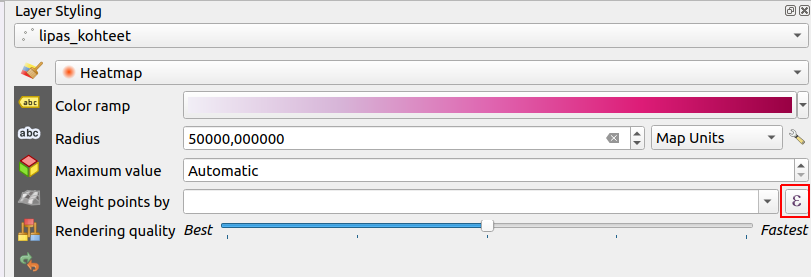 Layer Styling
lipas_kohteet
Heatmap
abc
Color ramp
abc
Radius 50000,000000 Map Units
Maximum value Automatic
Weight points by ε
Rendering quality Best Fastest